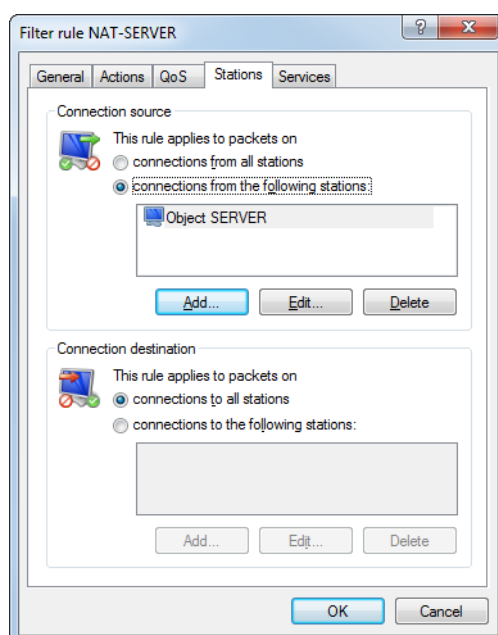 Filter rule NAT-SERVER
General Actions QoS Stations Services
Connection source
This rule applies to packets on
connections from all stations
connections from the following stations:
Object SERVER
Add... Edit... Delete
Connection destination
This rule applies to packets on
connections to all stations
connections to the following stations:
Add... Edit... Delete
OK Cancel